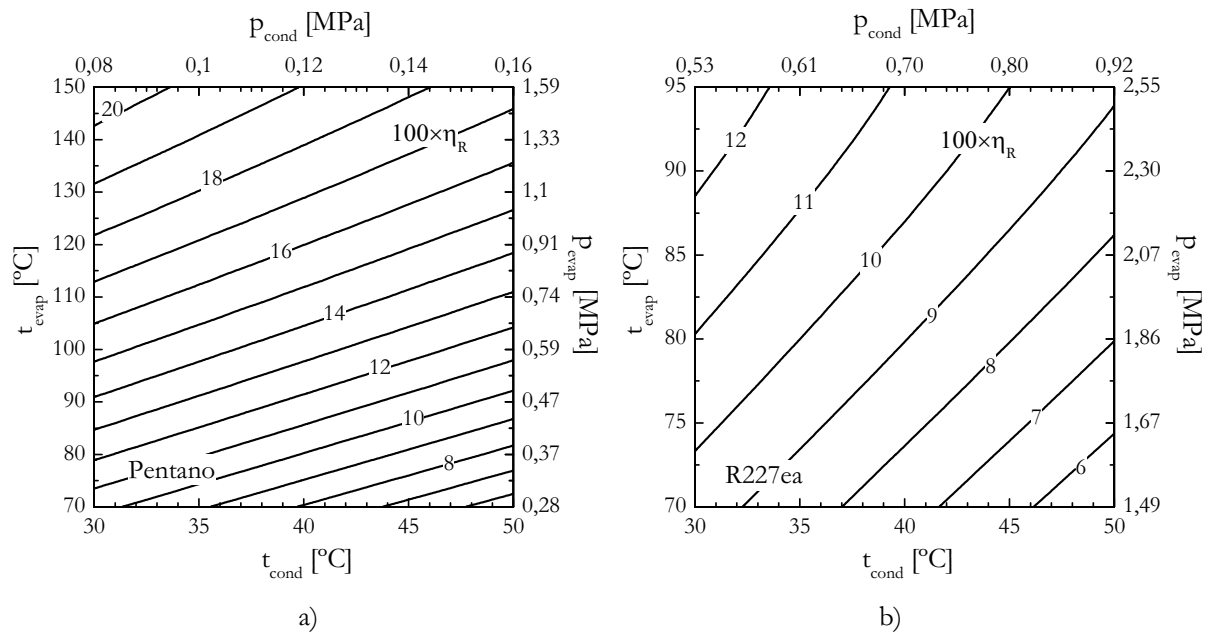 p_cond [MPa]
0,08 0,1 0,12 0,14 0,16
150 140 130 120 110 100 90 80 70
t_evap [ºC]
1,59 1,33 1,1 0,91 0,74 0,59 0,47 0,37 0,28
p_evap [MPa]
20
100×η_R
18
16
14
12
10
8
Pentano
30 35 40 45 50
t_cond [ºC]
a)
p_cond [MPa]
0,53 0,61 0,70 0,80 0,92
95 90 85 80 75 70
t_evap [ºC]
2,55 2,30 2,07 1,86 1,67 1,49
p_evap [MPa]
12
100×η_R
11
10
9
8
7
6
R227ea
30 35 40 45 50
t_cond [ºC]
b)